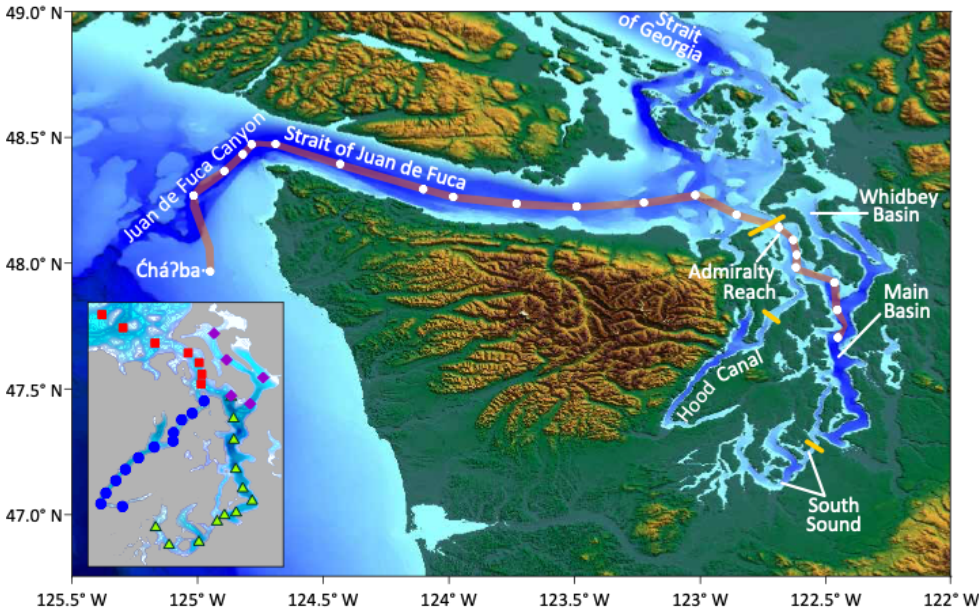 49.0° N
48.5° N
48.0° N
47.5° N
47.0° N
125.5° W
125° W
124.5° W
124° W
123.5° W
123° W
122.5° W
122° W
Strait
of Georgia
Juan de Fuca Canyon
Strait of Juan de Fuca
Ćháʔba
Whidbey
Basin
Admiralty
Reach
Main
Basin
Hood Canal
South
Sound